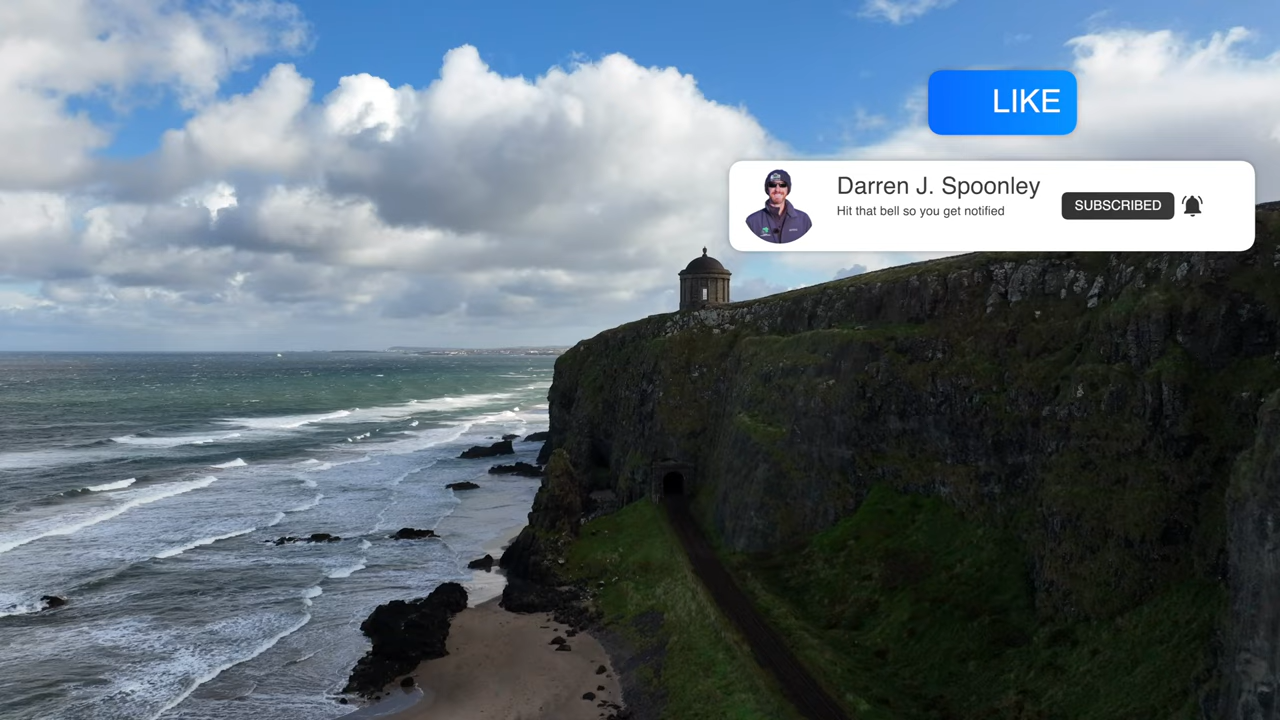 LIKE
Darren J. Spoonley
Hit that bell so you get notified
SUBSCRIBED